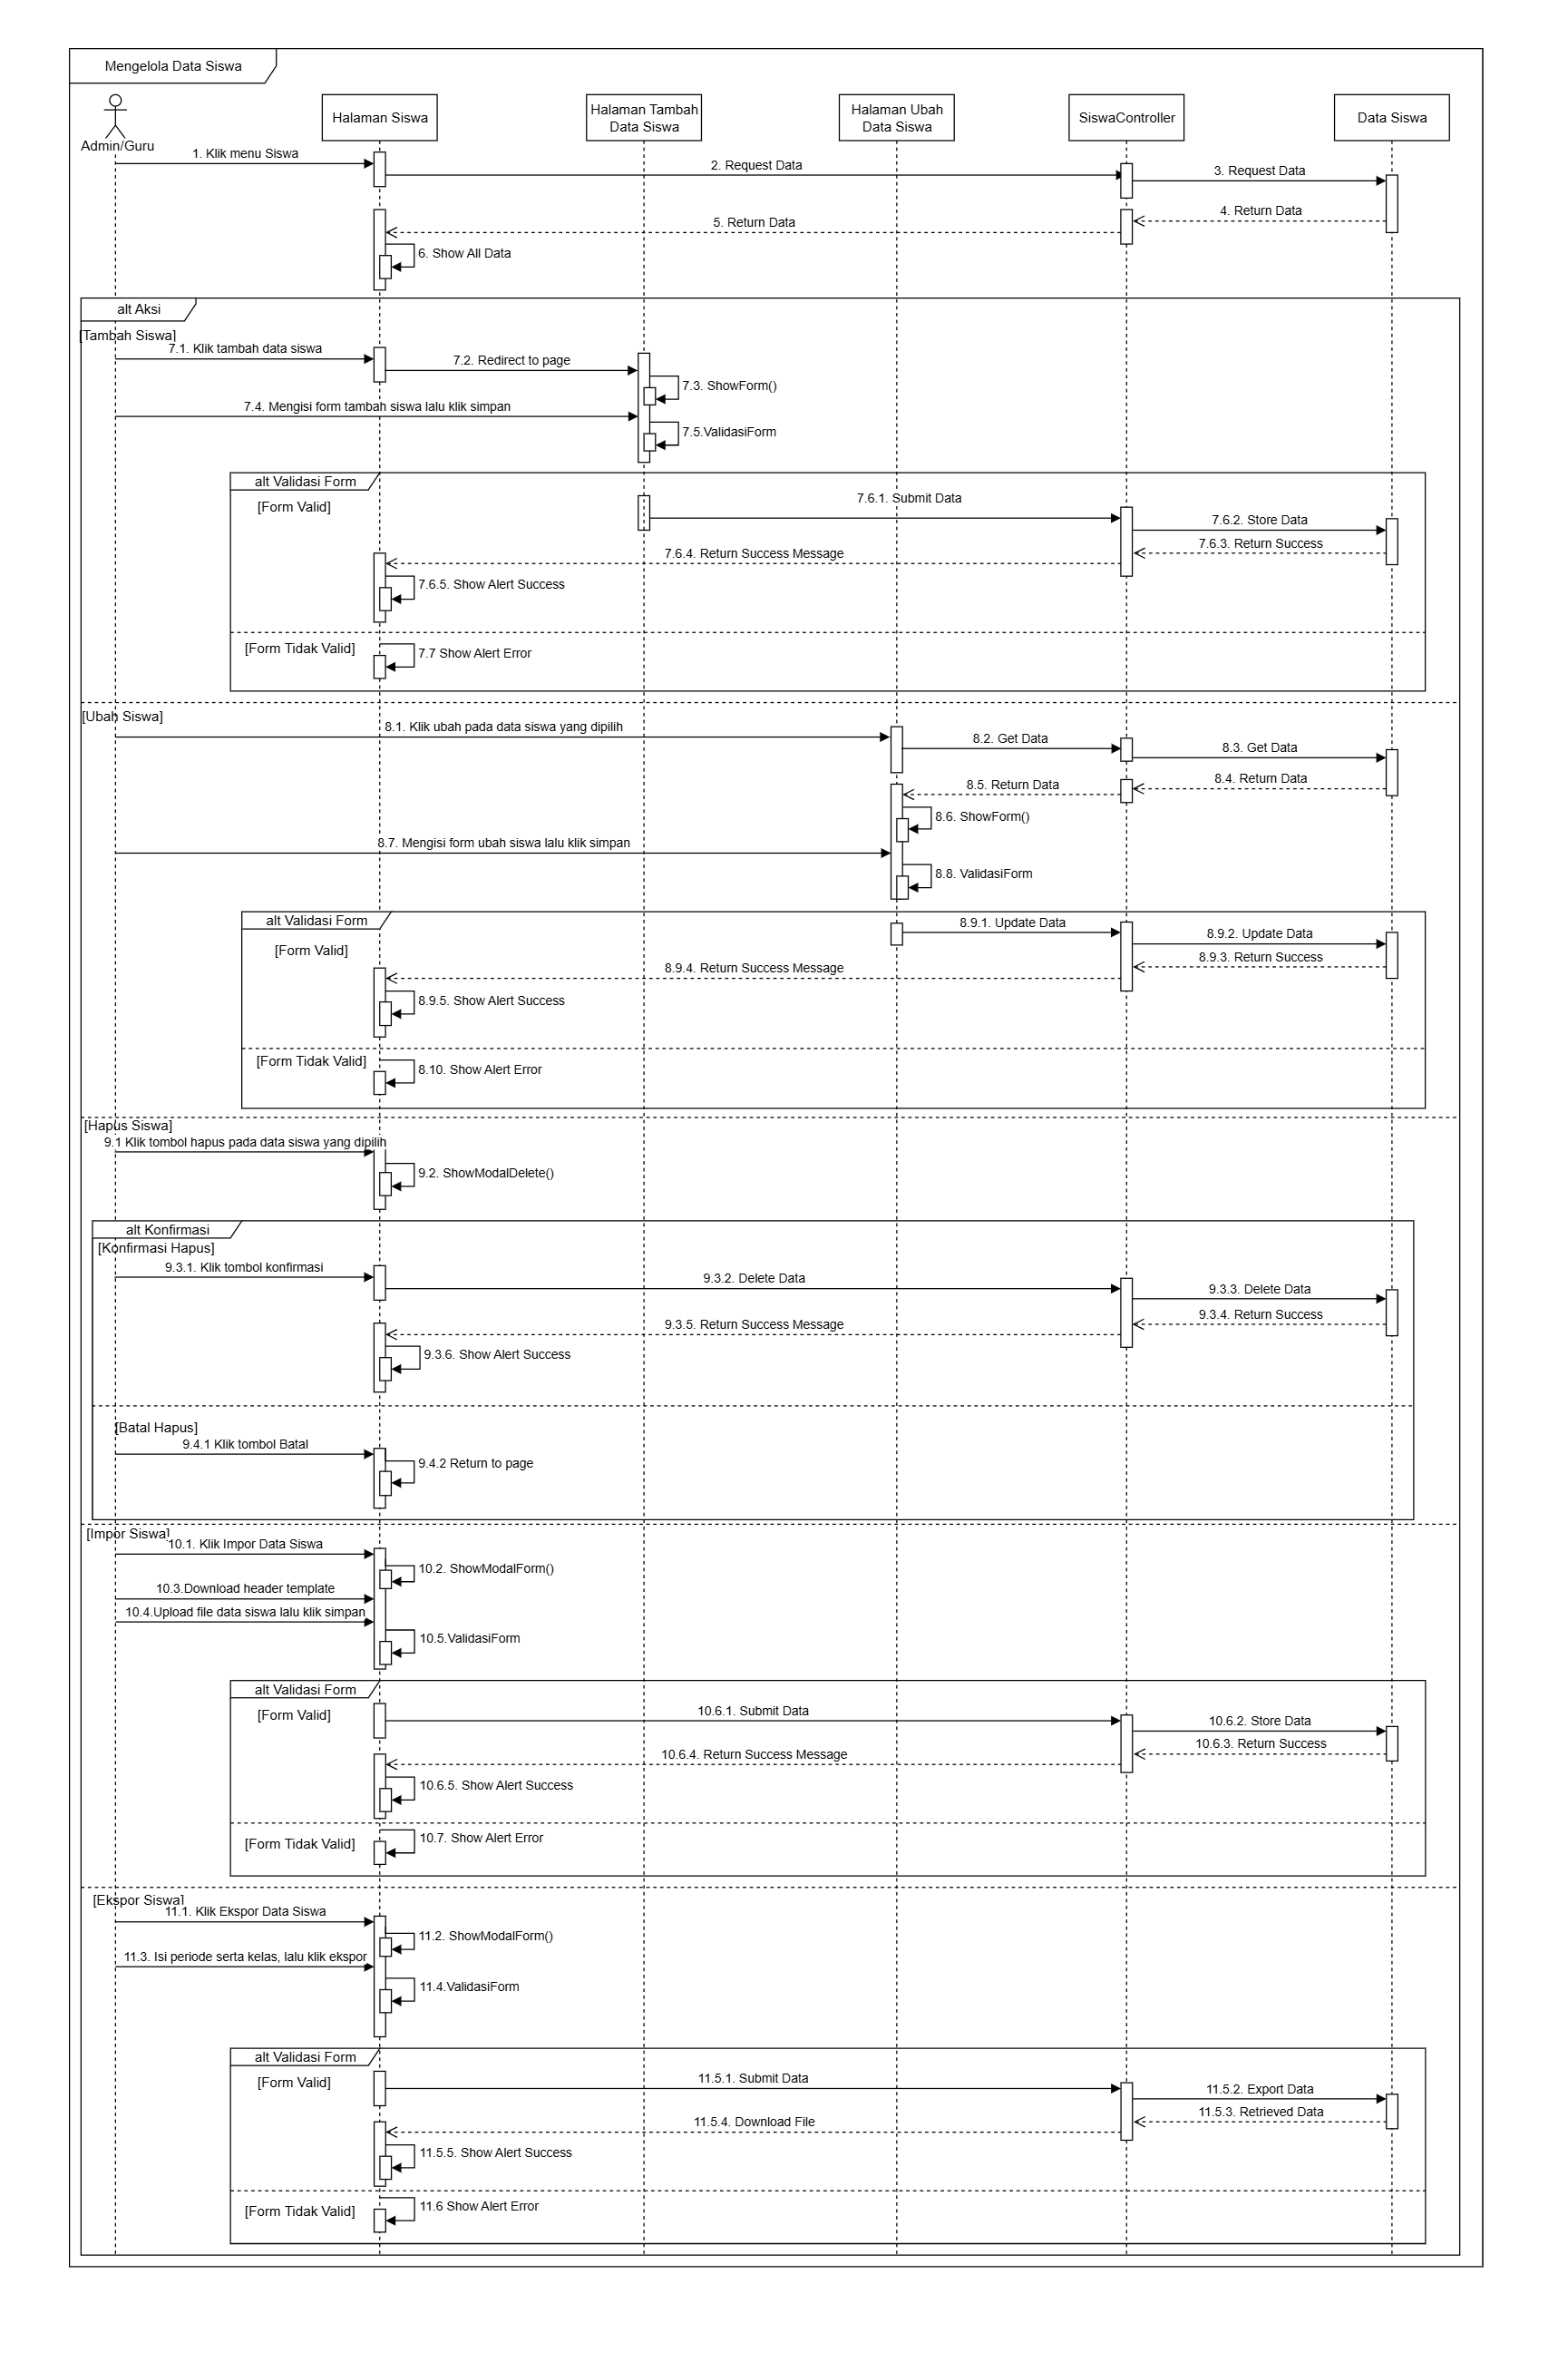 Mengelola Data Siswa
Admin/Guru
Halaman Siswa
Halaman Tambah
Data Siswa
Halaman Ubah
Data Siswa
SiswaController
Data Siswa
1. Klik menu Siswa
2. Request Data
3. Request Data
4. Return Data
5. Return Data
6. Show All Data
alt Aksi
[Tambah Siswa]
7.1. Klik tambah data siswa
7.2. Redirect to page
7.3. ShowForm()
7.4. Mengisi form tambah siswa lalu klik simpan
7.5.ValidasiForm
alt Validasi Form
[Form Valid]
7.6.1. Submit Data
7.6.2. Store Data
7.6.3. Return Success
7.6.4. Return Success Message
7.6.5. Show Alert Success
[Form Tidak Valid]
7.7 Show Alert Error
[Ubah Siswa]
8.1. Klik ubah pada data siswa yang dipilih
8.2. Get Data
8.3. Get Data
8.4. Return Data
8.5. Return Data
8.6. ShowForm()
8.7. Mengisi form ubah siswa lalu klik simpan
8.8. ValidasiForm
alt Validasi Form
[Form Valid]
8.9.1. Update Data
8.9.2. Update Data
8.9.3. Return Success
8.9.4. Return Success Message
8.9.5. Show Alert Success
[Form Tidak Valid]
8.10. Show Alert Error
[Hapus Siswa]
9.1 Klik tombol hapus pada data siswa yang dipilih
9.2. ShowModalDelete()
alt Konfirmasi
[Konfirmasi Hapus]
9.3.1. Klik tombol konfirmasi
9.3.2. Delete Data
9.3.3. Delete Data
9.3.4. Return Success
9.3.5. Return Success Message
9.3.6. Show Alert Success
[Batal Hapus]
9.4.1 Klik tombol Batal
9.4.2 Return to page
[Impor Siswa]
10.1. Klik Impor Data Siswa
10.2. ShowModalForm()
10.3.Download header template
10.4.Upload file data siswa lalu klik simpan
10.5.ValidasiForm
alt Validasi Form
[Form Valid]
10.6.1. Submit Data
10.6.2. Store Data
10.6.3. Return Success
10.6.4. Return Success Message
10.6.5. Show Alert Success
[Form Tidak Valid]
10.7. Show Alert Error
[Ekspor Siswa]
11.1. Klik Ekspor Data Siswa
11.2. ShowModalForm()
11.3. Isi periode serta kelas, lalu klik ekspor
11.4.ValidasiForm
alt Validasi Form
[Form Valid]
11.5.1. Submit Data
11.5.2. Export Data
11.5.3. Retrieved Data
11.5.4. Download File
11.5.5. Show Alert Success
[Form Tidak Valid]
11.6 Show Alert Error